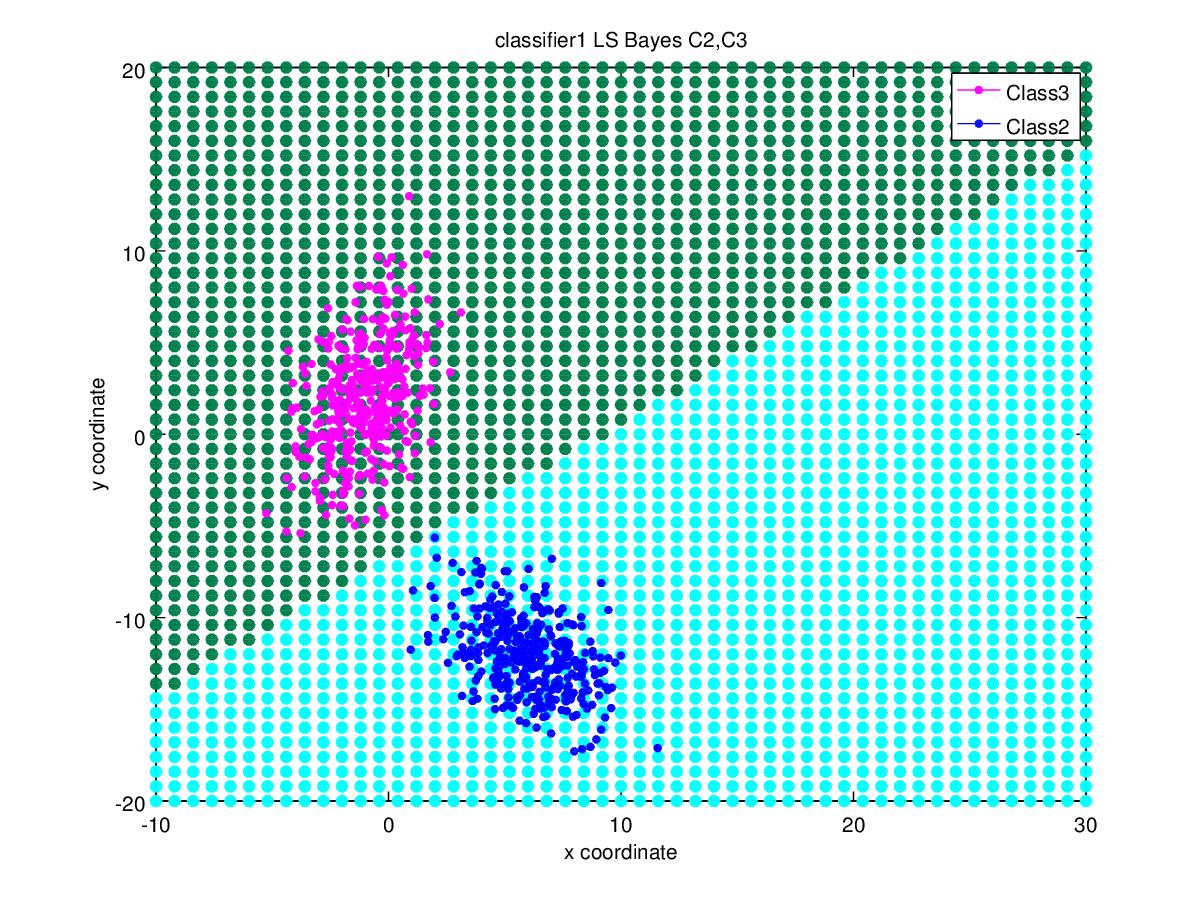 classifier1 LS Bayes C2,C3
Class3
Class2
20
10
0
-10
-20
y coordinate
-10 0 10 20 30
x coordinate